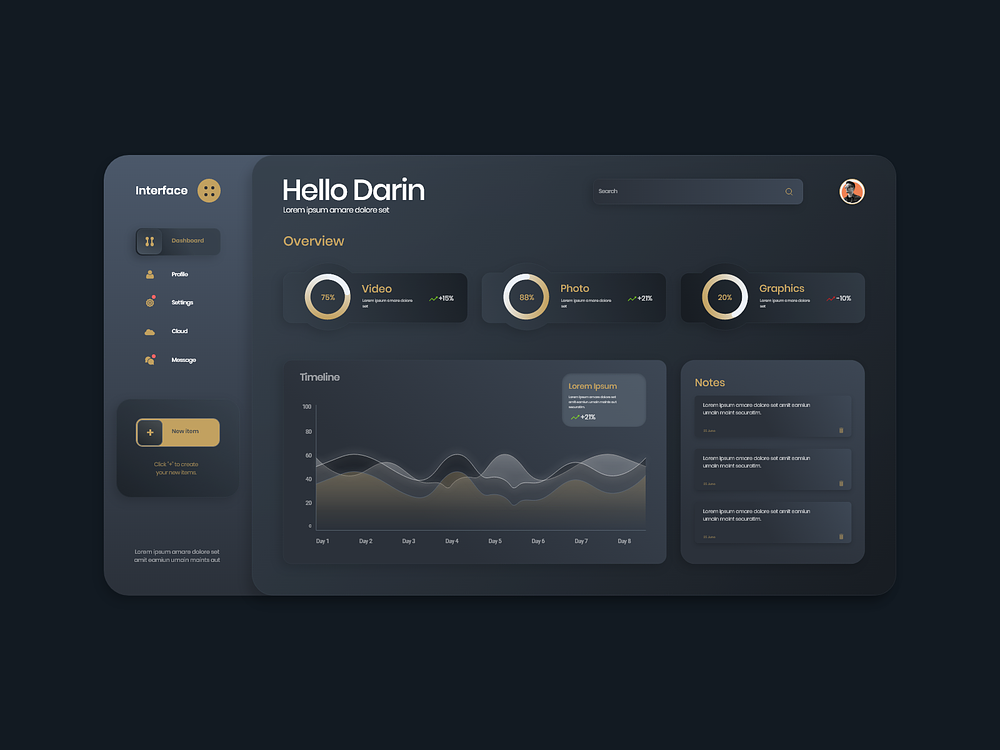 Interface
Dashboard
Profile
Settings
Cloud
Message
+
New item
Click "+" to create
your new items.
Lorem ipsum amare dolore set
amit eamiun umain maints aut
Hello Darin
Lorem ipsum amare dolore set
Search
Overview
75%
Video
Lorem ipsum amare dolore
set
+15%
88%
Photo
Lorem ipsum amare dolore
set
+21%
20%
Graphics
Lorem ipsum amare dolore
set
-10%
Timeline
Lorem Ipsum
Lorem ipsum amare dolore set
amit eamiun umain maints aut
+21%
100
80
60
40
20
0
Day 1
Day 2
Day 3
Day 4
Day 5
Day 6
Day 7
Day 8
Notes
Lorem ipsum amare dolore set amit eamiun
umain maint securatim.
Lorem ipsum amare dolore set amit eamiun
umain maint securatim.
Lorem ipsum amare dolore set amit eamiun
umain maint securatim.